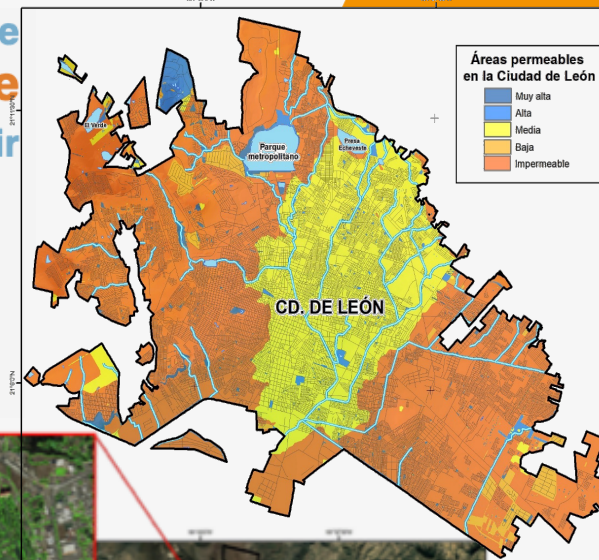 e
e
ir
Áreas permeables
en la Ciudad de León
Muy alta
Alta
Media
Baja
Impermeable
El Verde
Parque
metropolitano
Presa
Echeveste
CD. DE LEÓN